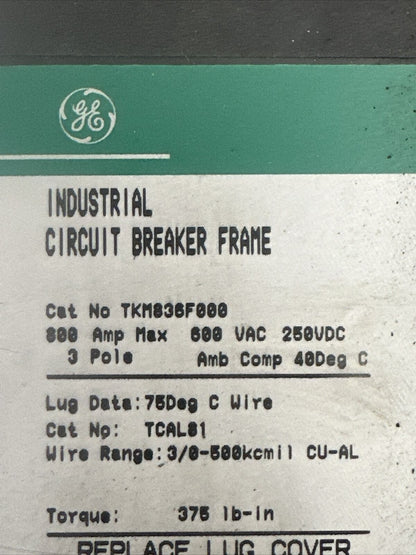 GE
INDUSTRIAL
CIRCUIT BREAKER FRAME
Cat No TKM836F000
800 Amp Max 600 VAC 250VDC
3 Pole Amb Comp 40Deg C
Lug Data:75Deg C Wire
Cat No: TCAL81
Wire Range:3/0-500kcmil CU-AL
Torque: 375 lb-in
REPLACE LUG COVER